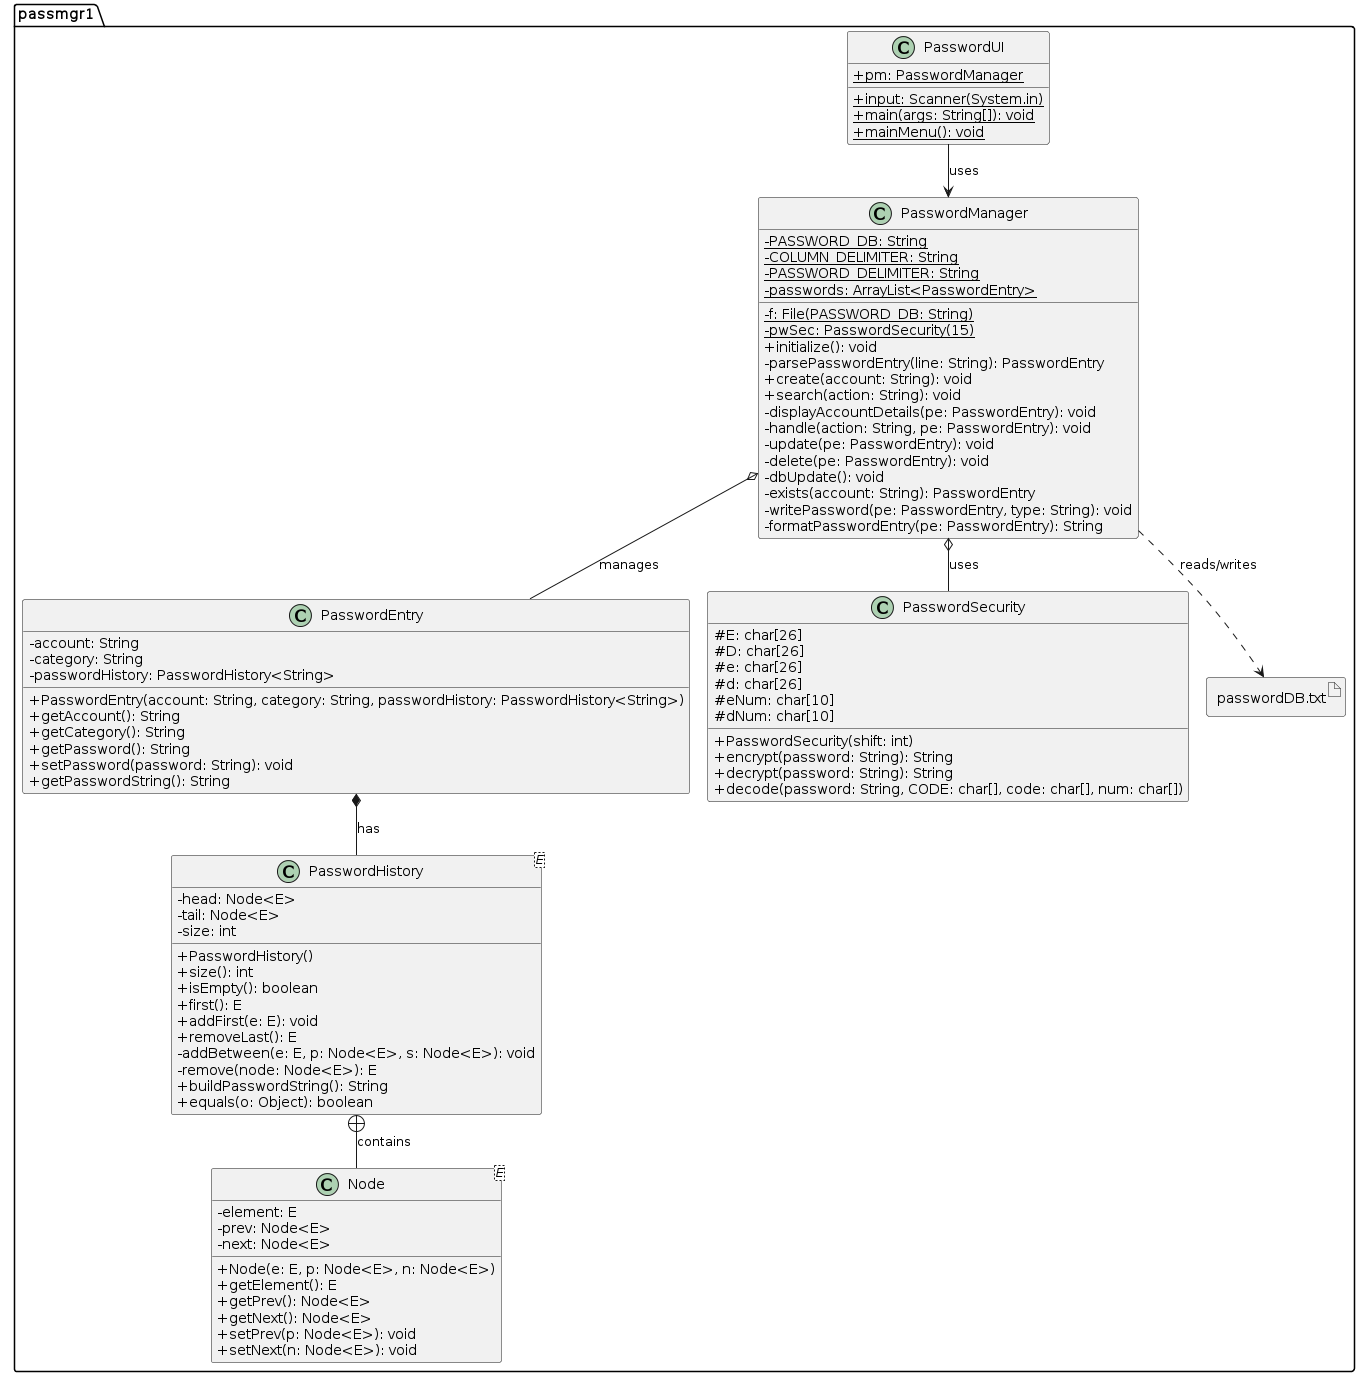 passmgr1
C PasswordUI
+pm: PasswordManager
+input: Scanner(System.in)
+main(args: String[]): void
+mainMenu(): void
uses
C PasswordManager
-PASSWORD_DB: String
-COLUMN_DELIMITER: String
-PASSWORD_DELIMITER: String
-passwords: ArrayList<PasswordEntry>
-f: File(PASSWORD_DB: String)
-pwSec: PasswordSecurity(15)
+initialize(): void
-parsePasswordEntry(line: String): PasswordEntry
+create(account: String): void
+search(action: String): void
-displayAccountDetails(pe: PasswordEntry): void
-handle(action: String, pe: PasswordEntry): void
-update(pe: PasswordEntry): void
-delete(pe: PasswordEntry): void
-dbUpdate(): void
-exists(account: String): PasswordEntry
-writePassword(pe: PasswordEntry, type: String): void
-formatPasswordEntry(pe: PasswordEntry): String
manages
uses
reads/writes
C PasswordEntry
-account: String
-category: String
-passwordHistory: PasswordHistory<String>
+PasswordEntry(account: String, category: String, passwordHistory: PasswordHistory<String>)
+getAccount(): String
+getCategory(): String
+getPassword(): String
+setPassword(password: String): void
+getPasswordString(): String
C PasswordSecurity
#E: char[26]
#D: char[26]
#e: char[26]
#d: char[26]
#eNum: char[10]
#dNum: char[10]
+PasswordSecurity(shift: int)
+encrypt(password: String): String
+decrypt(password: String): String
+decode(password: String, CODE: char[], code: char[], num: char[])
passwordDB.txt
has
C PasswordHistory
E
-head: Node<E>
-tail: Node<E>
-size: int
+PasswordHistory()
+size(): int
+isEmpty(): boolean
+first(): E
+addFirst(e: E): void
+removeLast(): E
-addBetween(e: E, p: Node<E>, s: Node<E>): void
-remove(node: Node<E>): E
+buildPasswordString(): String
+equals(o: Object): boolean
contains
C Node
E
-element: E
-prev: Node<E>
-next: Node<E>
+Node(e: E, p: Node<E>, n: Node<E>)
+getElement(): E
+getPrev(): Node<E>
+getNext(): Node<E>
+setPrev(p: Node<E>): void
+setNext(n: Node<E>): void